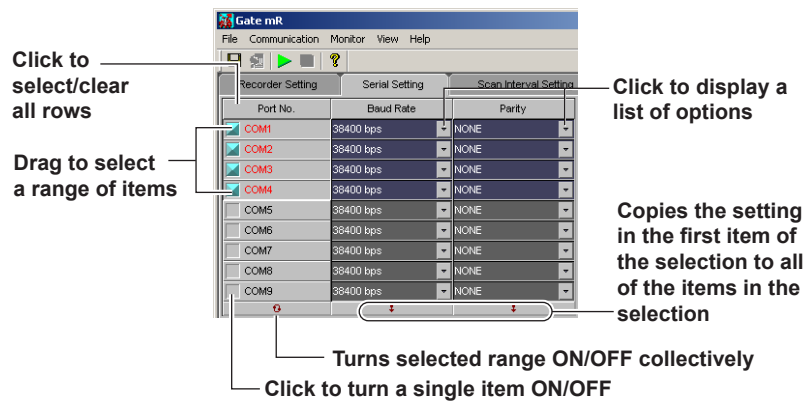 Gate mR
File Communication Monitor View Help
Click to
select/clear
all rows
Recorder Setting Serial Setting Scan Interval Setting
Click to display a
list of options
Port No. Baud Rate Parity
COM1 38400 bps NONE
COM2 38400 bps NONE
COM3 38400 bps NONE
COM4 38400 bps NONE
COM5 38400 bps NONE
COM6 38400 bps NONE
COM7 38400 bps NONE
COM8 38400 bps NONE
COM9 38400 bps NONE
Drag to select
a range of items
Copies the setting
in the first item of
the selection to all
of the items in the
selection
Turns selected range ON/OFF collectively
Click to turn a single item ON/OFF